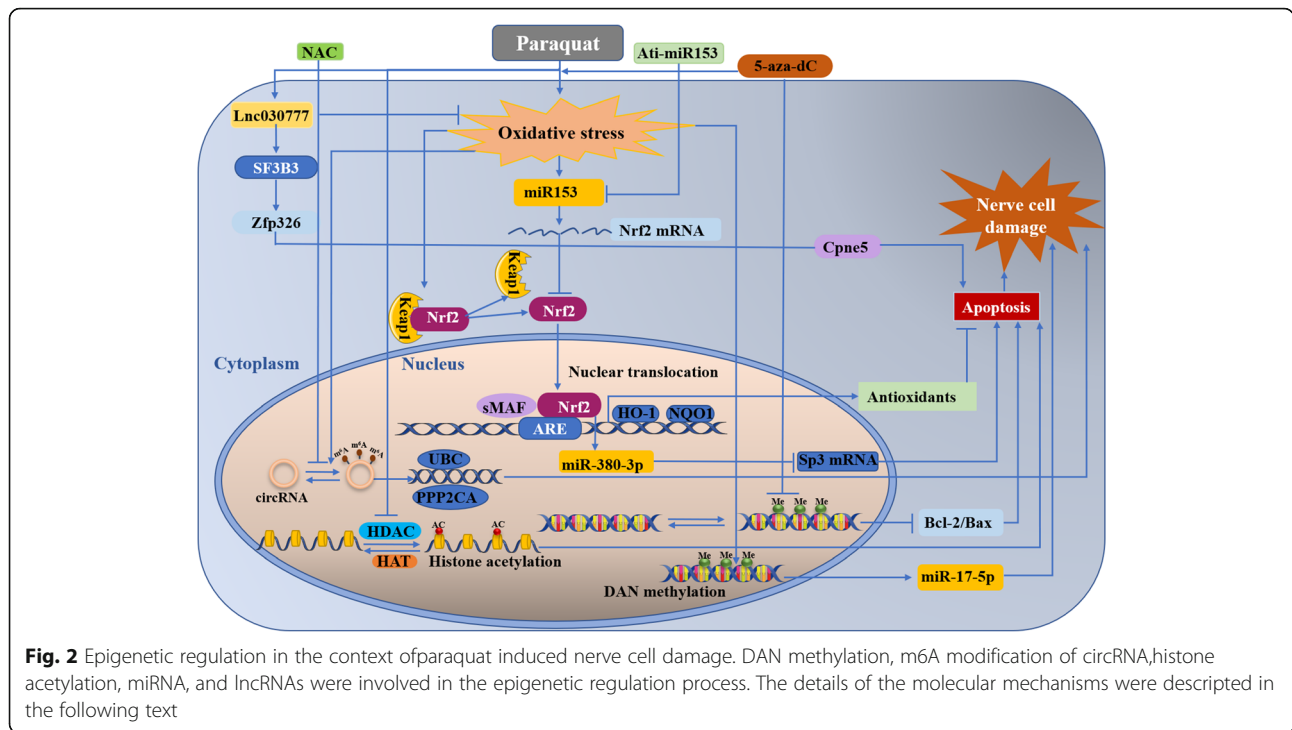 Paraquat
NAC
Ati-miR153
5-aza-dC
Lnc030777
Oxidative stress
SF3B3
miR153
Nerve cell
damage
Zfp326
Nrf2 mRNA
Cpne5
Keap1
Keap1
Nrf2
Nrf2
Apoptosis
Cytoplasm
Nucleus
Nuclear translocation
sMAF
Nrf2
HO-1
NQO1
Antioxidants
ARE
m⁶A
m⁶A
m⁶A
UBC
miR-380-3p
Sp3 mRNA
circRNA
PPP2CA
Me
Me
Me
HDAC
AC
AC
Bcl-2/Bax
HAT
Histone acetylation
Me
Me
Me
miR-17-5p
DAN methylation
Fig. 2 Epigenetic regulation in the context ofparaquat induced nerve cell damage. DAN methylation, m6A modification of circRNA,histone
acetylation, miRNA, and lncRNAs were involved in the epigenetic regulation process. The details of the molecular mechanisms were descripted in
the following text